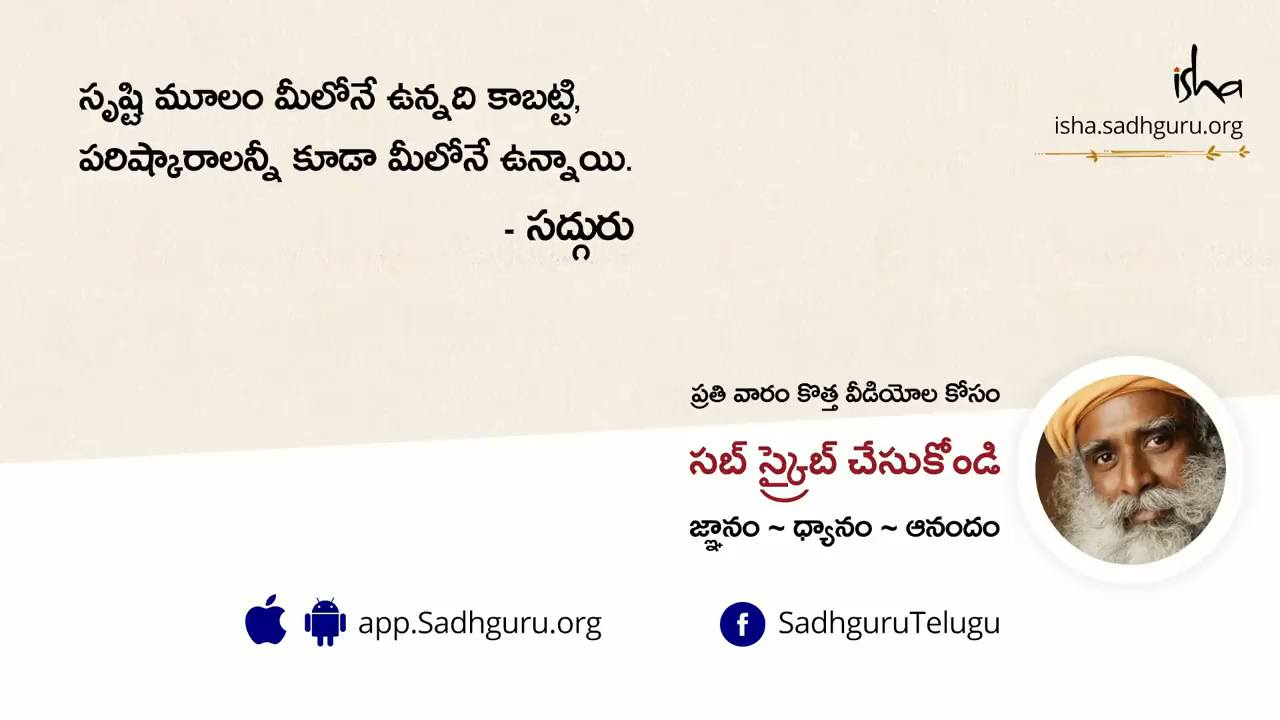 సృష్టి మూలం మీలోనే ఉన్నది కాబట్టి,
పరిష్కారాలన్నీ కూడా మీలోనే ఉన్నాయి.
- సద్గురు
isha
isha.sadhguru.org
ప్రతి వారం కొత్త వీడియోల కోసం
సబ్ స్క్రైబ్ చేసుకోండి
జ్ఞానం ~ ధ్యానం ~ ఆనందం
app.Sadhguru.org
SadhguruTelugu